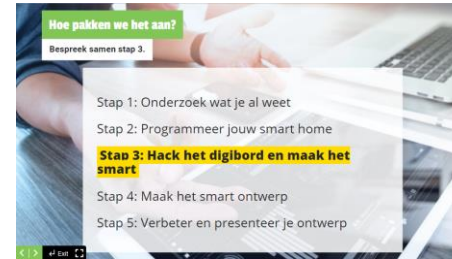 Hoe pakken we het aan?
Bespreek samen stap 3.
Stap 1: Onderzoek wat je al weet
Stap 2: Programmeer jouw smart home
Stap 3: Hack het digibord en maak het
smart
Stap 4: Maak het smart ontwerp
Stap 5: Verbeter en presenteer je ontwerp
Exit